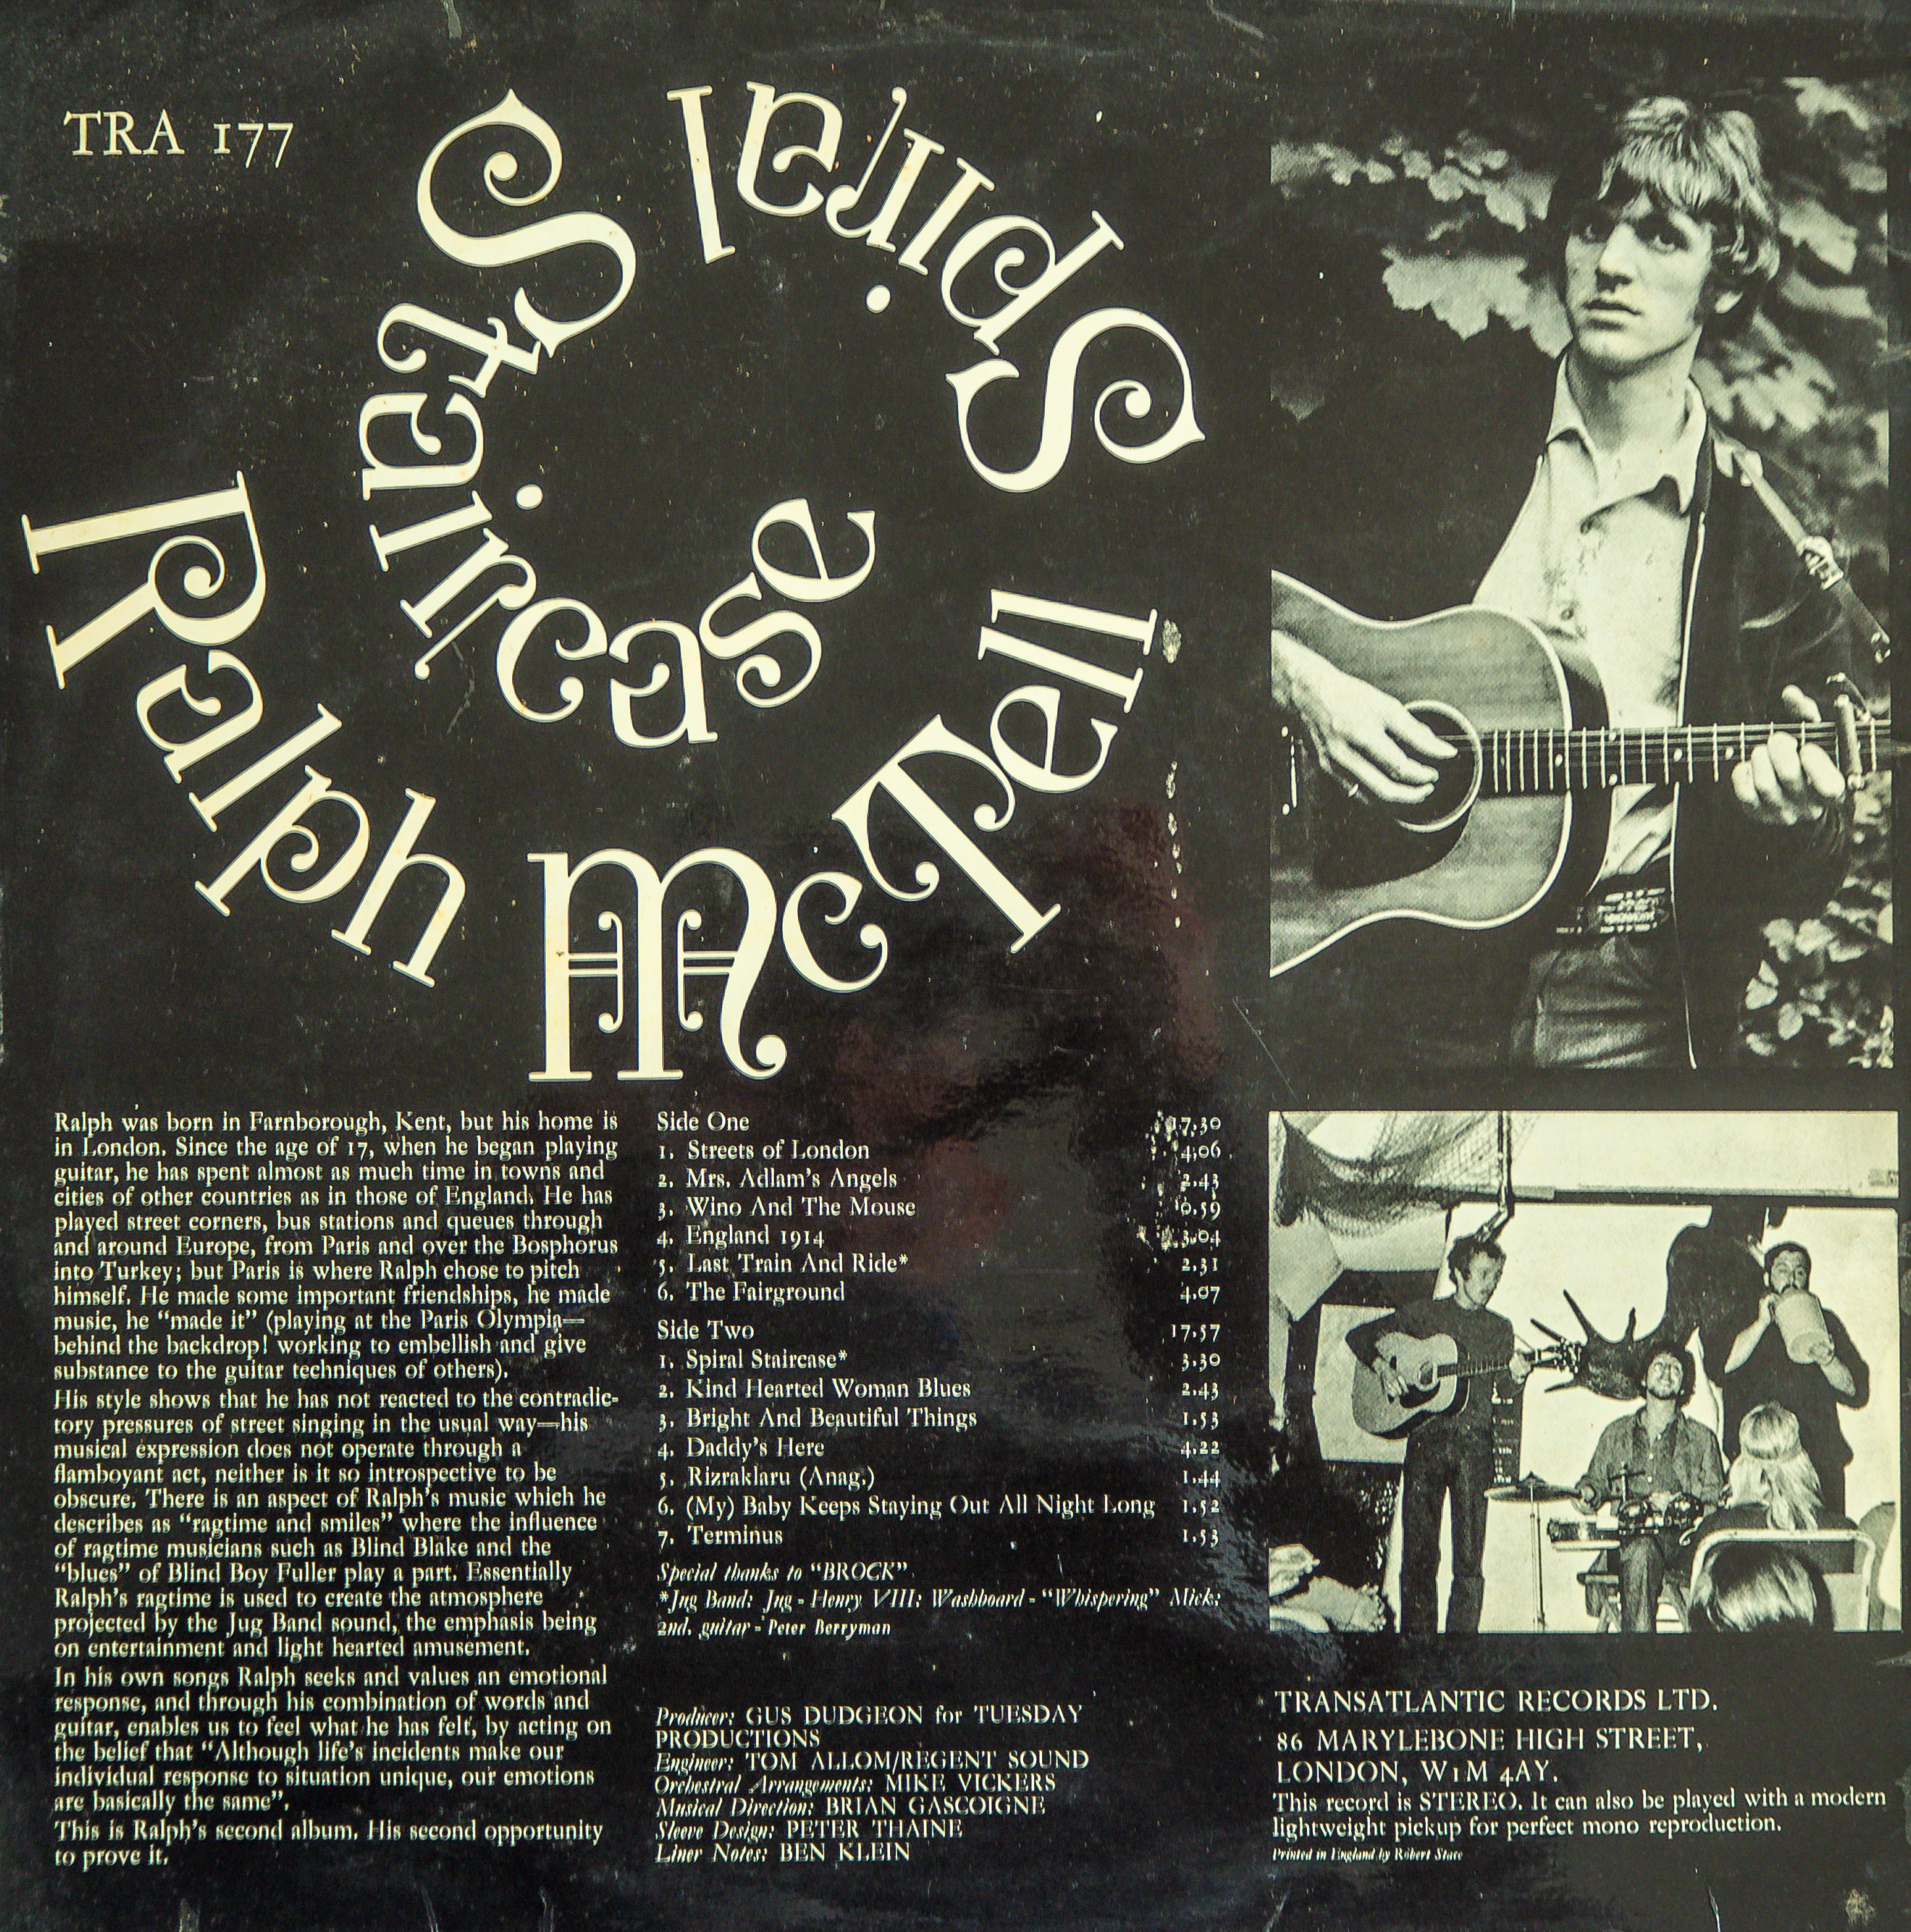 TRA 177
Spiral
Staircase
Ralph McTell
Ralph was born in Farnborough, Kent, but his home is
in London. Since the age of 17, when he began playing
guitar, he has spent almost as much time in towns and
cities of other countries as in those of England. He has
played street corners, bus stations and queues through
and around Europe, from Paris and over the Bosphorus
into Turkey; but Paris is where Ralph chose to pitch
himself. He made some important friendships, he made
music, he “made it” (playing at the Paris Olympia—
behind the backdrop! working to embellish and give
substance to the guitar techniques of others).
His style shows that he has not reacted to the contradic-
tory pressures of street singing in the usual way—his
musical expression does not operate through a
flamboyant act, neither is it so introspective to be
obscure. There is an aspect of Ralph's music which he
describes as “ragtime and smiles” where the influence
of ragtime musicians such as Blind Blake and the
“blues” of Blind Boy Fuller play a part. Essentially
Ralph's ragtime is used to create the atmosphere
projected by the Jug Band sound, the emphasis being
on entertainment and light hearted amusement.
In his own songs Ralph seeks and values an emotional
response, and through his combination of words and
guitar, enables us to feel what he has felt, by acting on
the belief that “Although life's incidents make our
individual response to situation unique, our emotions
are basically the same”.
This is Ralph's second album. His second opportunity
to prove it.
Side One 17.30
1. Streets of London 4.06
2. Mrs. Adlam's Angels 2.43
3. Wino And The Mouse 0.59
4. England 1914 3.04
5. Last Train And Ride* 2.31
6. The Fairground 4.07
Side Two 17.57
1. Spiral Staircase* 3.30
2. Kind Hearted Woman Blues 2.43
3. Bright And Beautiful Things 1.53
4. Daddy's Here 4.22
5. Rizraklaru (Anag.) 1.44
6. (My) Baby Keeps Staying Out All Night Long 1.52
7. Terminus 1.53
Special thanks to “BROCK”
*Jug Band: Jug - Henry VIII: Washboard - “Whispering” Mick:
2nd. guitar - Peter Berryman
Producer: GUS DUDGEON for TUESDAY
PRODUCTIONS
Engineer: TOM ALLOM/REGENT SOUND
Orchestral Arrangements: MIKE VICKERS
Musical Direction: BRIAN GASCOIGNE
Sleeve Design: PETER THAINE
Liner Notes: BEN KLEIN
TRANSATLANTIC RECORDS LTD.
86 MARYLEBONE HIGH STREET,
LONDON, W1M 4AY.
This record is STEREO. It can also be played with a modern
lightweight pickup for perfect mono reproduction.
Printed in England by Robert Stace